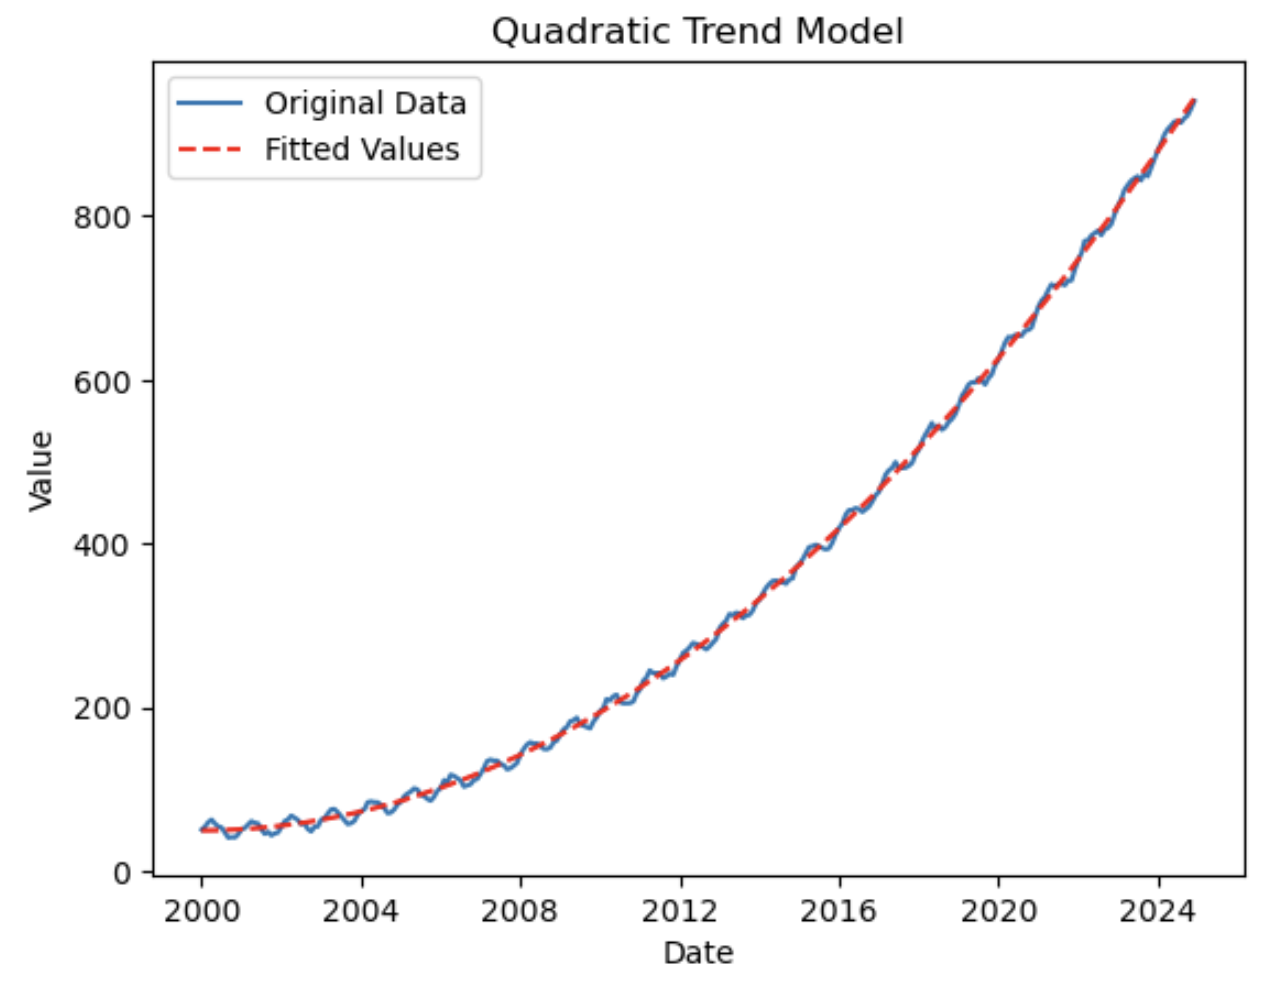 Quadratic Trend Model
Original Data
Fitted Values
800
600
400
200
0
Value
2000 2004 2008 2012 2016 2020 2024
Date